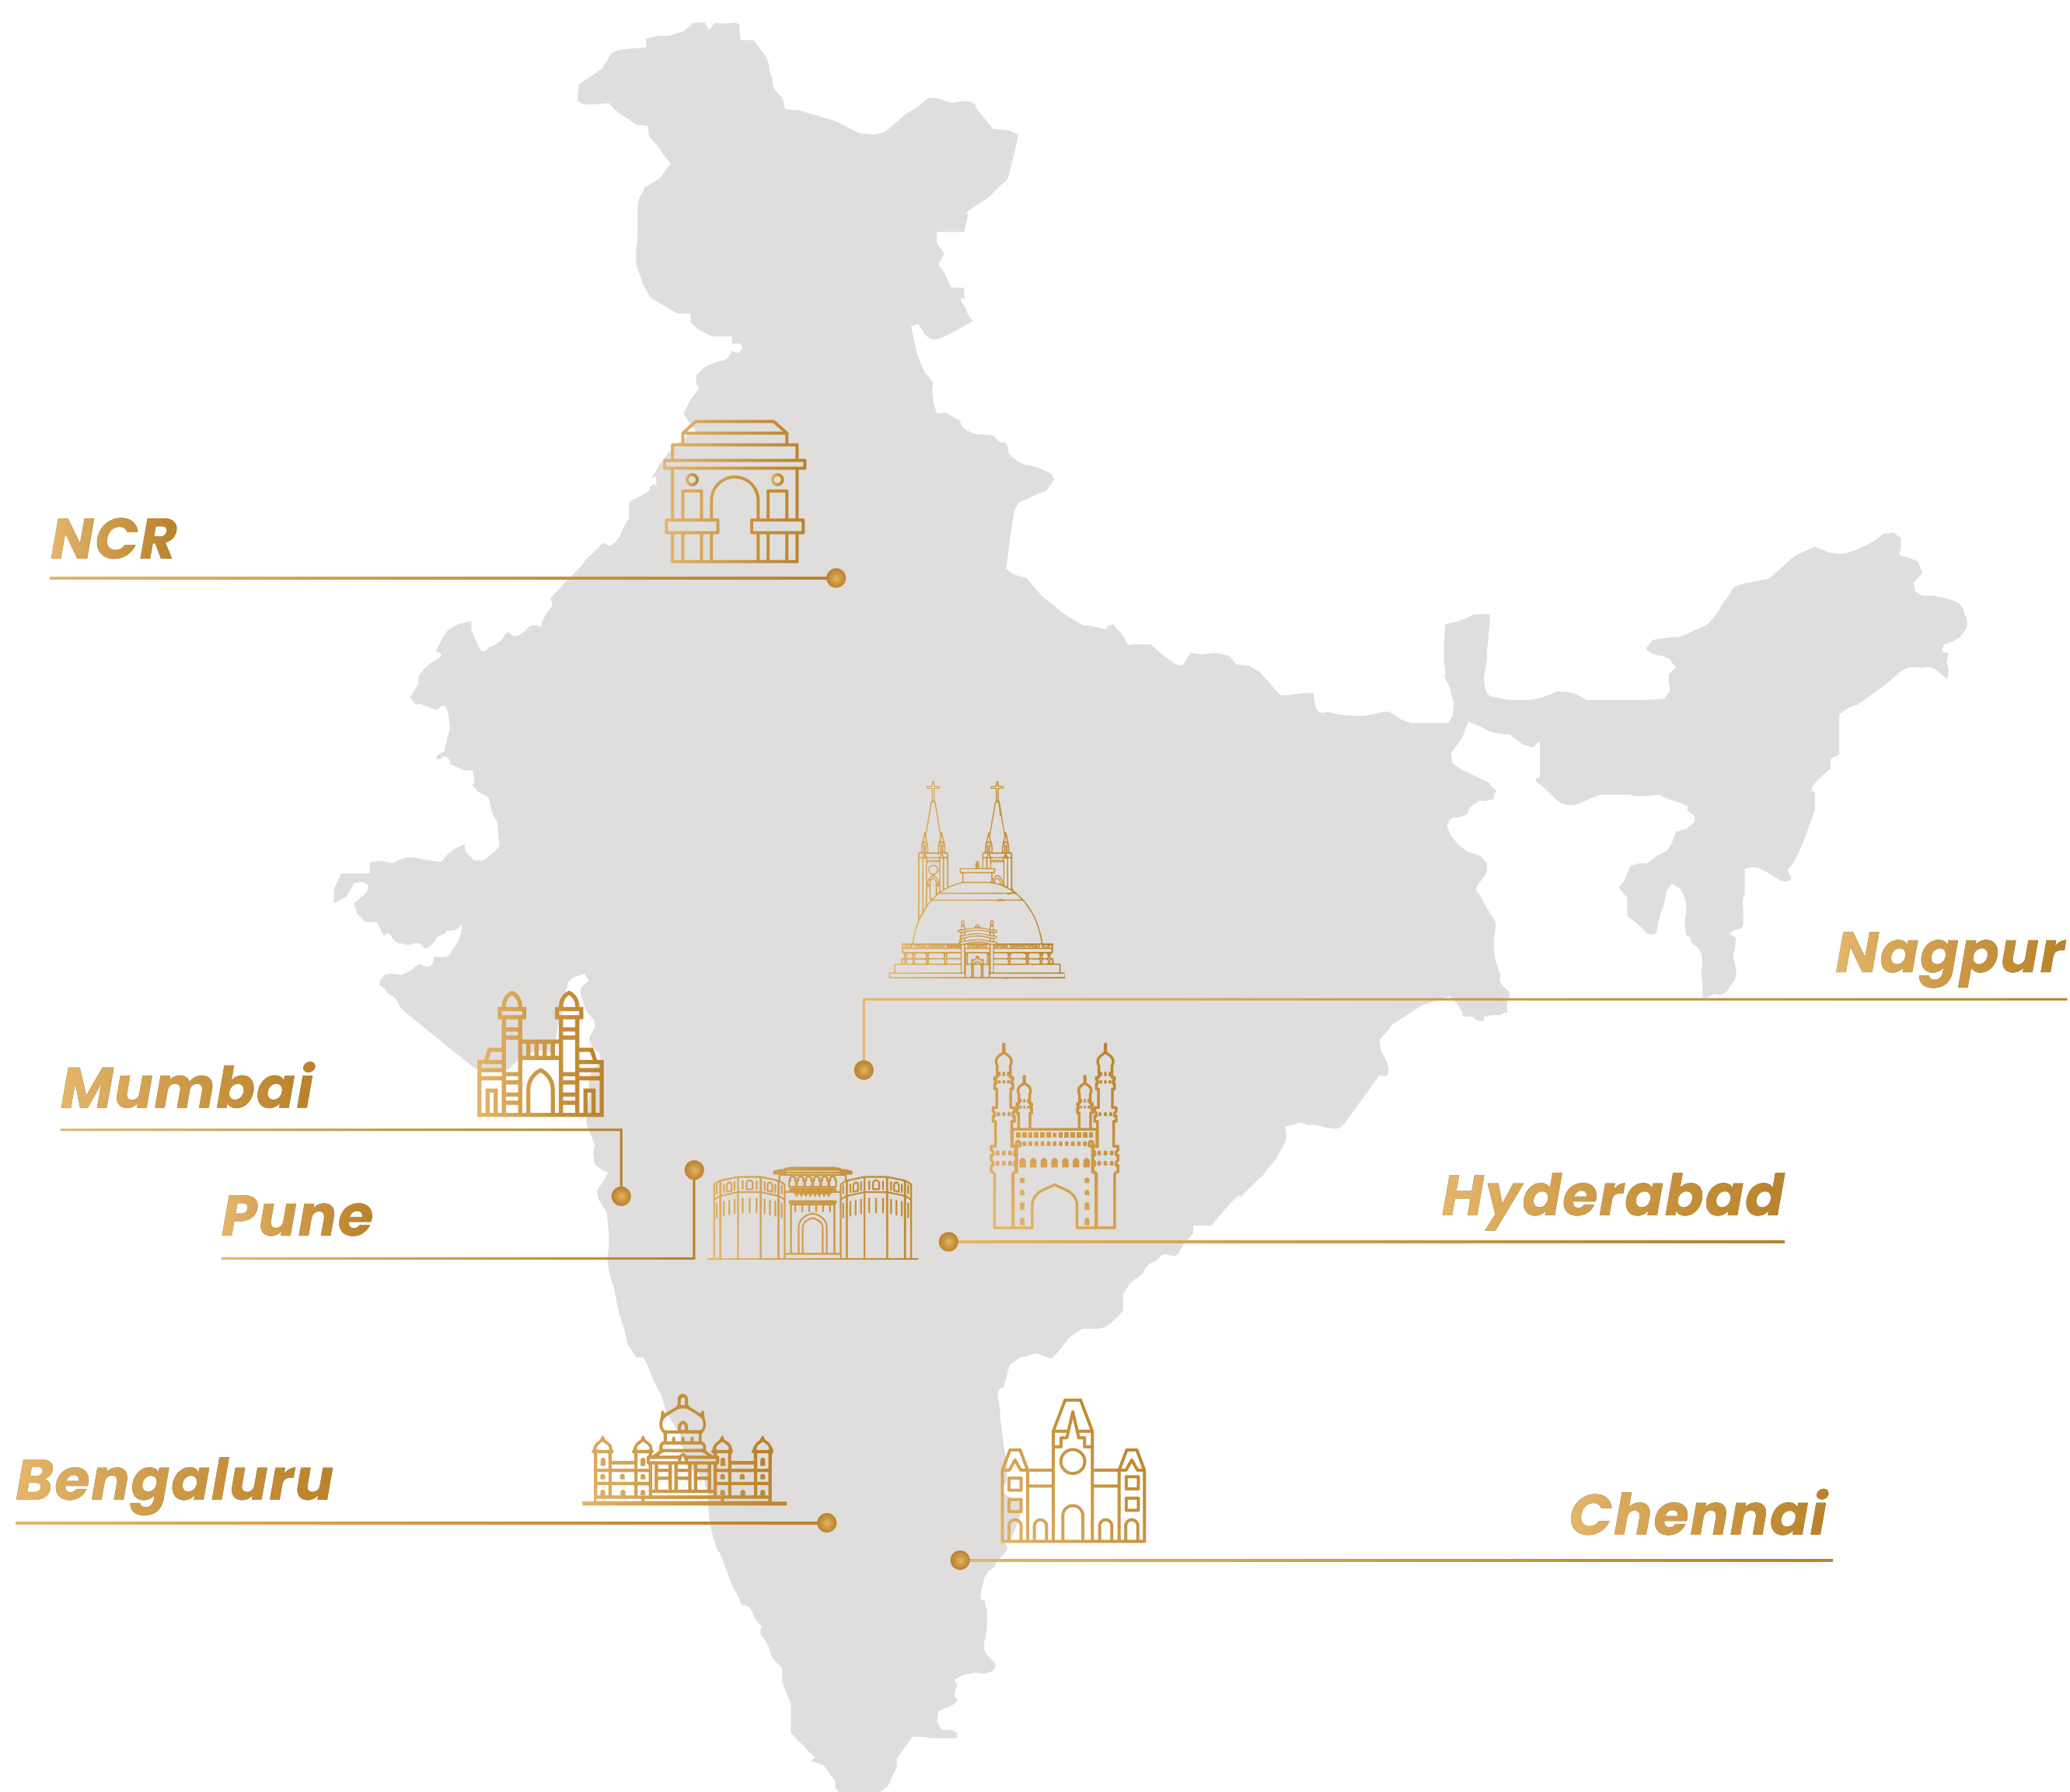 NCR
Nagpur
Mumbai
Hyderabad
Pune
Bengaluru
Chennai